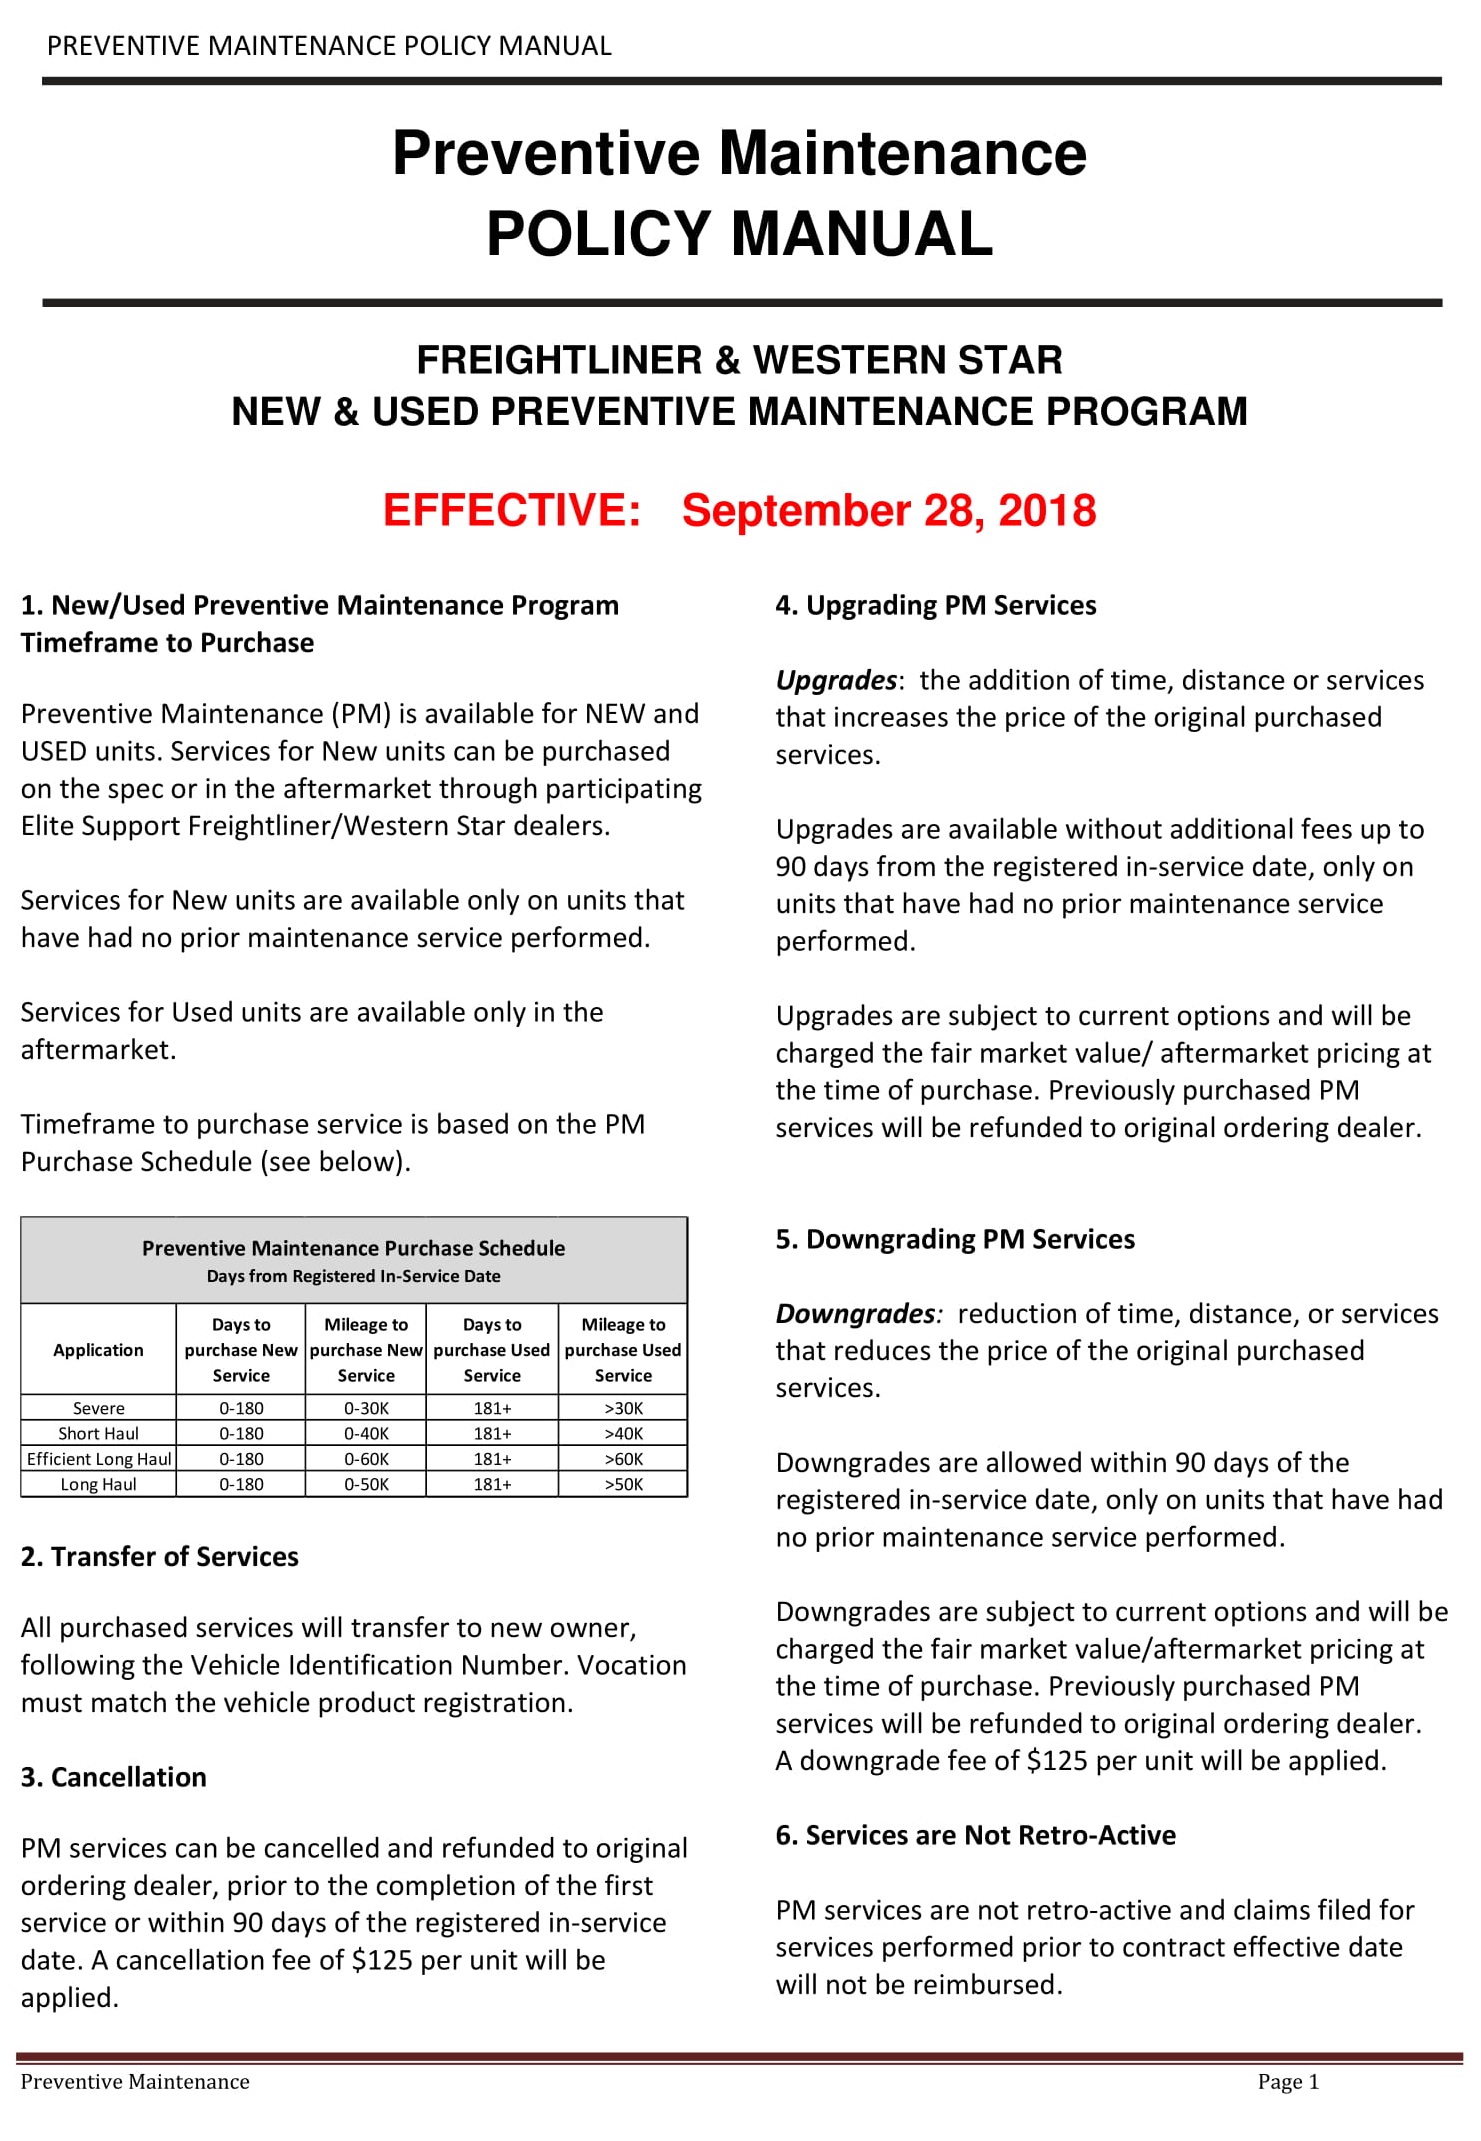 PREVENTIVE MAINTENANCE POLICY MANUAL
Preventive Maintenance
POLICY MANUAL
FREIGHTLINER & WESTERN STAR
NEW & USED PREVENTIVE MAINTENANCE PROGRAM
EFFECTIVE: September 28, 2018
1. New/Used Preventive Maintenance Program
Timeframe to Purchase
Preventive Maintenance (PM) is available for NEW and
USED units. Services for New units can be purchased
on the spec or in the aftermarket through participating
Elite Support Freightliner/Western Star dealers.
Services for New units are available only on units that
have had no prior maintenance service performed.
Services for Used units are available only in the
aftermarket.
Timeframe to purchase service is based on the PM
Purchase Schedule (see below).
Preventive Maintenance Purchase Schedule
Days from Registered In-Service Date
Application | Days to purchase New Service | Mileage to purchase New Service | Days to purchase Used Service | Mileage to purchase Used Service
Severe | 0-180 | 0-30K | 181+ | >30K
Short Haul | 0-180 | 0-40K | 181+ | >40K
Efficient Long Haul | 0-180 | 0-60K | 181+ | >60K
Long Haul | 0-180 | 0-50K | 181+ | >50K
2. Transfer of Services
All purchased services will transfer to new owner,
following the Vehicle Identification Number. Vocation
must match the vehicle product registration.
3. Cancellation
PM services can be cancelled and refunded to original
ordering dealer, prior to the completion of the first
service or within 90 days of the registered in-service
date. A cancellation fee of $125 per unit will be
applied.
4. Upgrading PM Services
Upgrades: the addition of time, distance or services
that increases the price of the original purchased
services.
Upgrades are available without additional fees up to
90 days from the registered in-service date, only on
units that have had no prior maintenance service
performed.
Upgrades are subject to current options and will be
charged the fair market value/ aftermarket pricing at
the time of purchase. Previously purchased PM
services will be refunded to original ordering dealer.
5. Downgrading PM Services
Downgrades: reduction of time, distance, or services
that reduces the price of the original purchased
services.
Downgrades are allowed within 90 days of the
registered in-service date, only on units that have had
no prior maintenance service performed.
Downgrades are subject to current options and will be
charged the fair market value/aftermarket pricing at
the time of purchase. Previously purchased PM
services will be refunded to original ordering dealer.
A downgrade fee of $125 per unit will be applied.
6. Services are Not Retro-Active
PM services are not retro-active and claims filed for
services performed prior to contract effective date
will not be reimbursed.
Preventive Maintenance Page 1